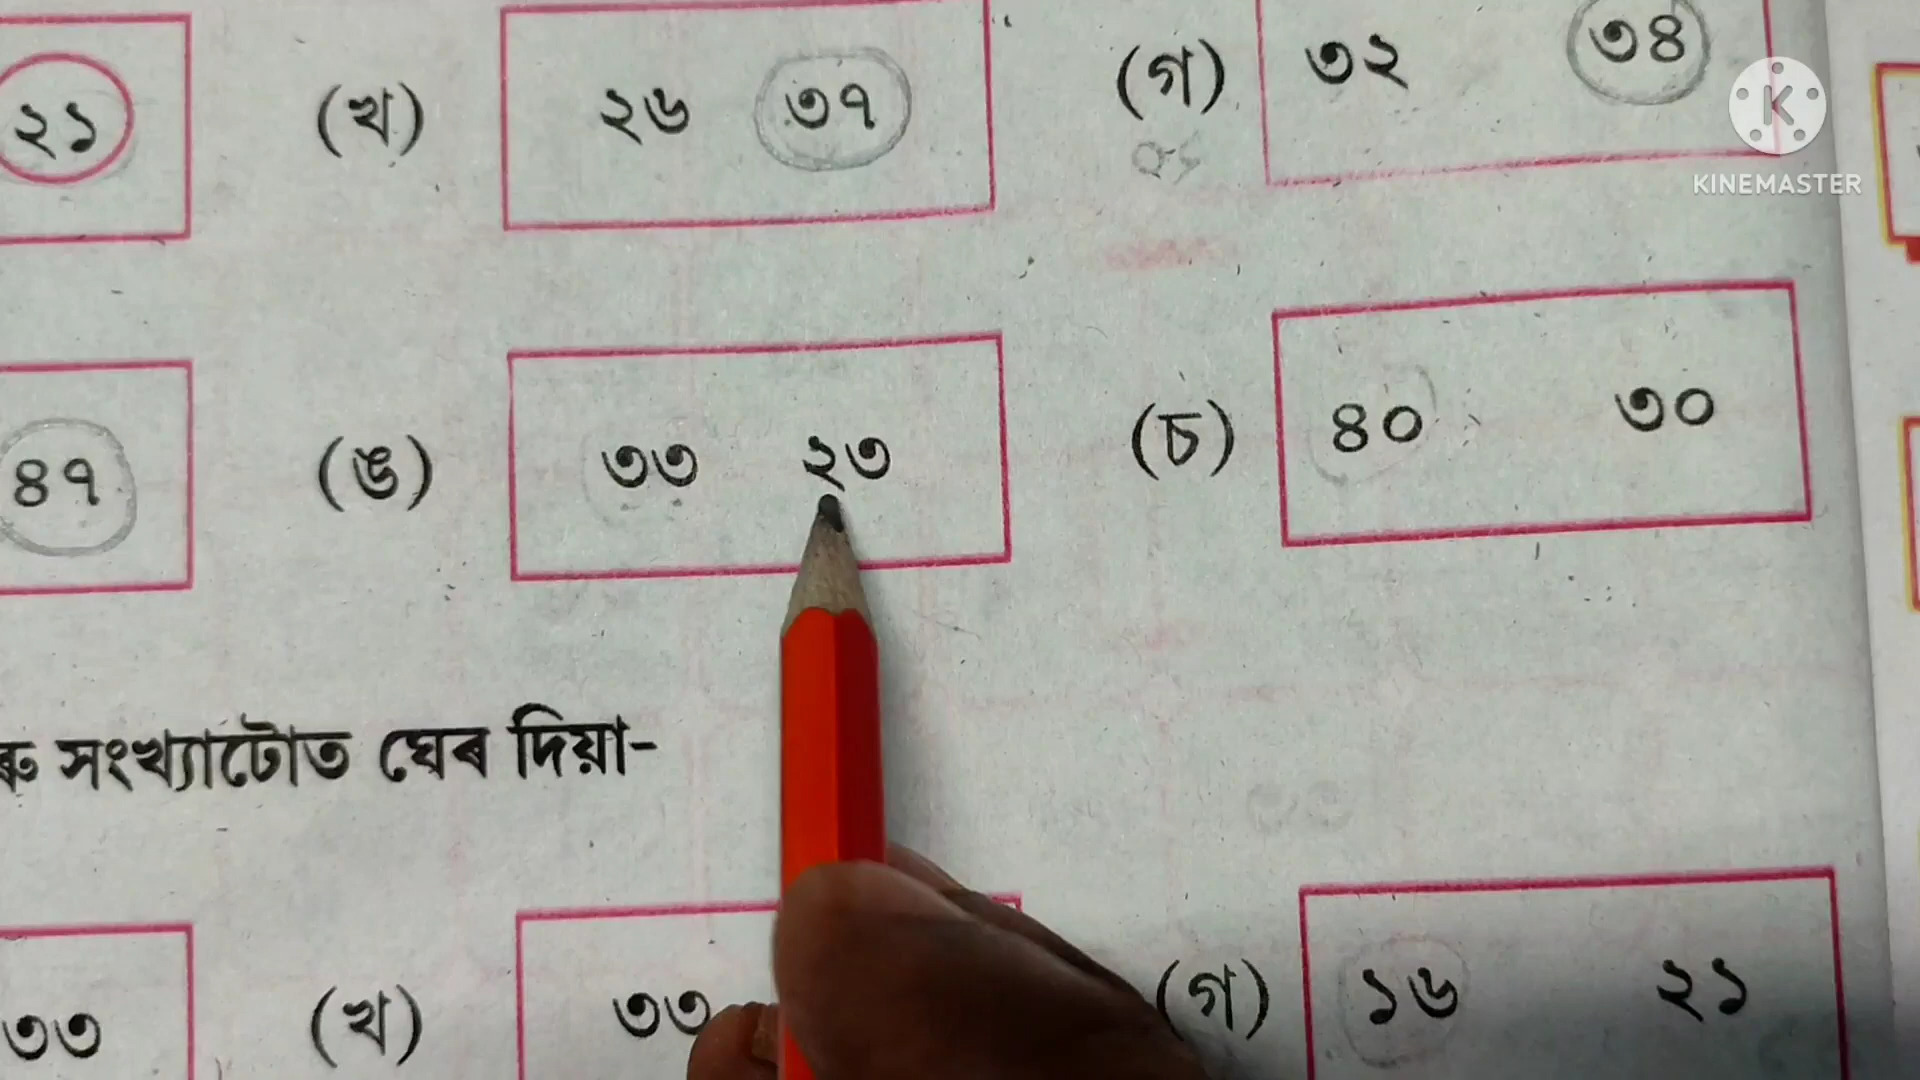 ২১ (খ) ২৬ ৩৭ (গ) ৩২ ৩৪
KINEMASTER
৪৭ (ঙ) ৩৩ ২৩ (চ) ৪০ ৩০
সংখ্যাটোত ঘেৰ দিয়া-
৩৩ (খ) ৩৩ (গ) ১৬ ২১